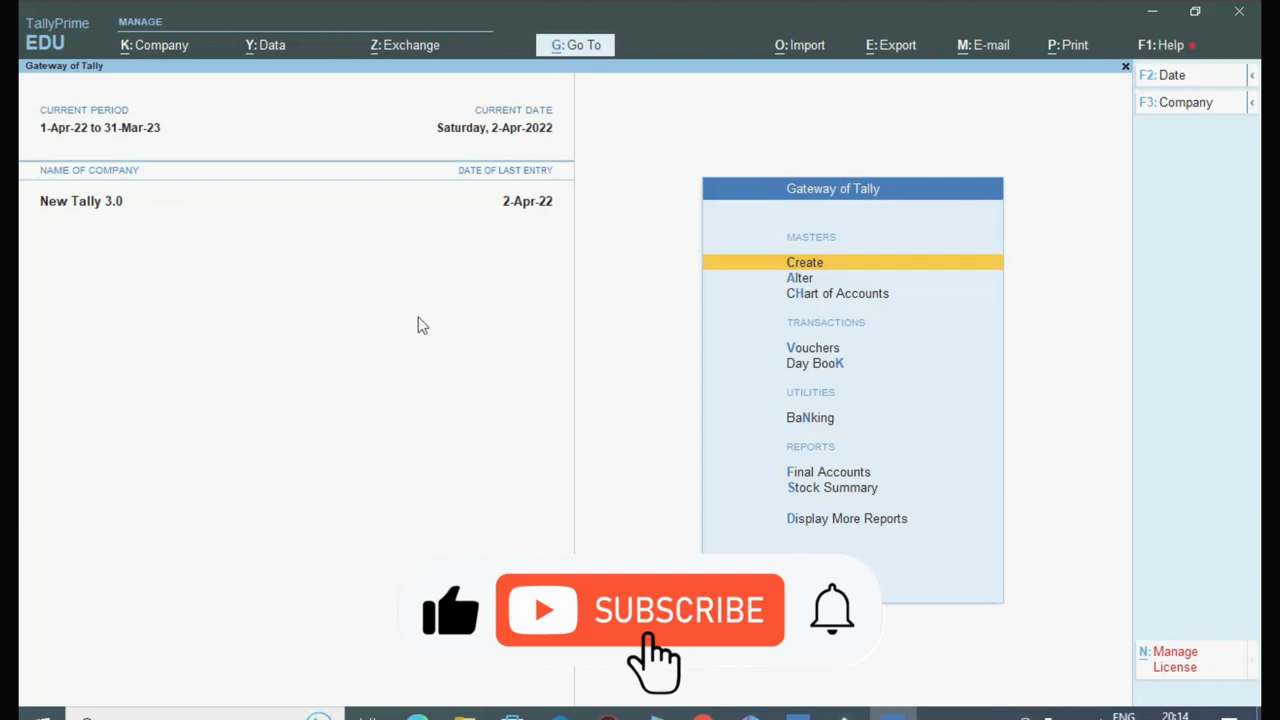 TallyPrime
EDU
MANAGE
K: Company
Y: Data
Z: Exchange
G: Go To
O: Import
E: Export
M: E-mail
P: Print
F1: Help
Gateway of Tally
CURRENT PERIOD
CURRENT DATE
1-Apr-22 to 31-Mar-23
Saturday, 2-Apr-2022
NAME OF COMPANY
DATE OF LAST ENTRY
New Tally 3.0
2-Apr-22
Gateway of Tally
MASTERS
Create
Alter
CHart of Accounts
TRANSACTIONS
Vouchers
Day BooK
UTILITIES
BaNking
REPORTS
Final Accounts
Stock Summary
Display More Reports
F2: Date
F3: Company
N: Manage
License
SUBSCRIBE
ENG
20:14